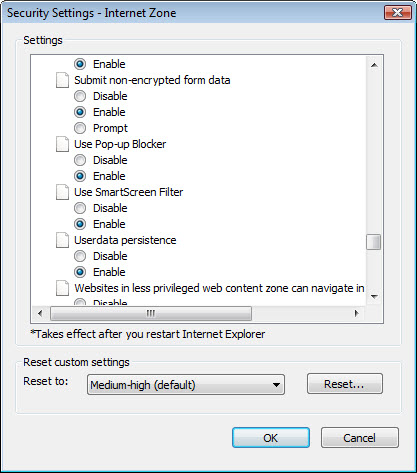 Security Settings - Internet Zone
Settings
Enable
Submit non-encrypted form data
Disable
Enable
Prompt
Use Pop-up Blocker
Disable
Enable
Use SmartScreen Filter
Disable
Enable
Userdata persistence
Disable
Enable
Websites in less privileged web content zone can navigate in
Disable
*Takes effect after you restart Internet Explorer
Reset custom settings
Reset to:
Medium-high (default)
Reset...
OK
Cancel